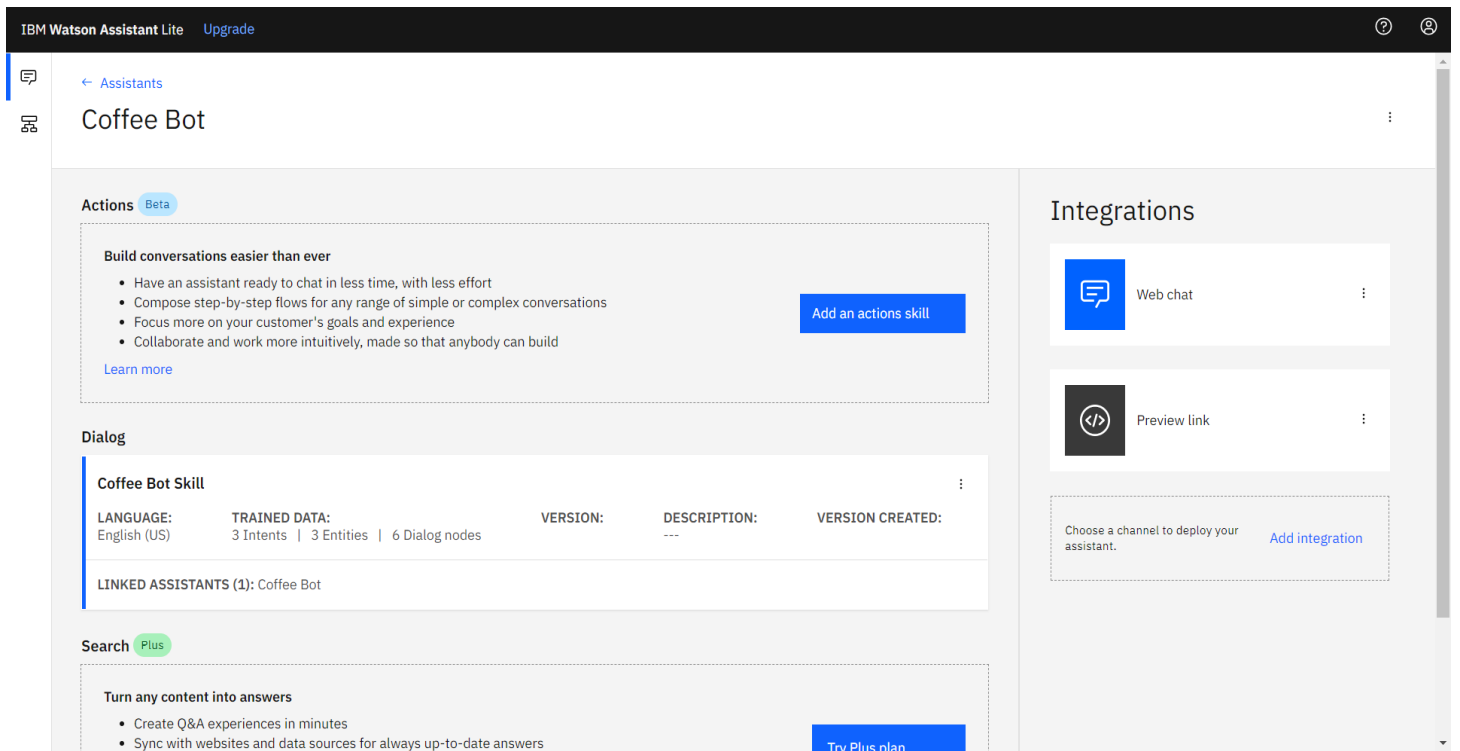 IBM Watson Assistant Lite Upgrade
← Assistants
Coffee Bot
Actions Beta
Build conversations easier than ever
• Have an assistant ready to chat in less time, with less effort
• Compose step-by-step flows for any range of simple or complex conversations
• Focus more on your customer's goals and experience
• Collaborate and work more intuitively, made so that anybody can build
Learn more
Add an actions skill
Dialog
Coffee Bot Skill
LANGUAGE: TRAINED DATA: VERSION: DESCRIPTION: VERSION CREATED:
English (US) 3 Intents | 3 Entities | 6 Dialog nodes ---
LINKED ASSISTANTS (1): Coffee Bot
Search Plus
Turn any content into answers
• Create Q&A experiences in minutes
• Sync with websites and data sources for always up-to-date answers
Try Plus plan
Integrations
Web chat
Preview link
Choose a channel to deploy your
assistant.
Add integration